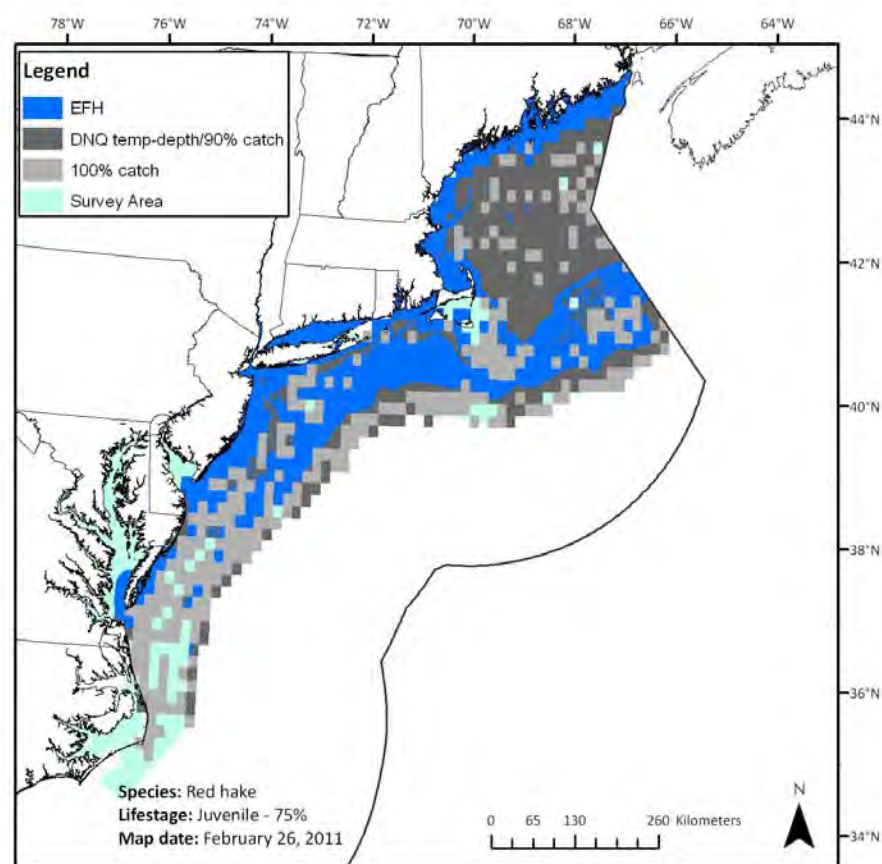 78°W 76°W 74°W 72°W 70°W 68°W 66°W 64°W
Legend
EFH
DNQ temp-depth/90% catch
100% catch
Survey Area
44°N
42°N
40°N
38°N
36°N
34°N
Species: Red hake
Lifestage: Juvenile - 75%
Map date: February 26, 2011
0 65 130 260 Kilometers
N